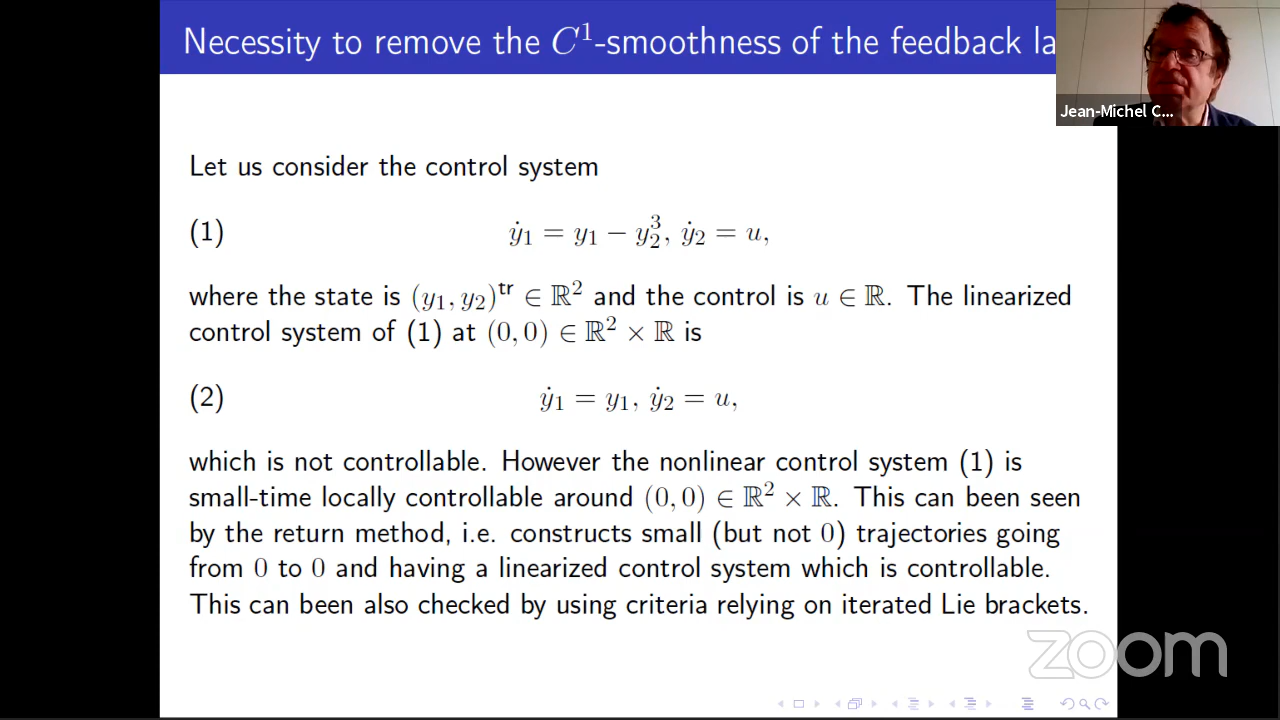 Necessity to remove the C¹-smoothness of the feedback la
Jean-Michel C...
Let us consider the control system
(1) ẏ₁ = y₁ − y₂³, ẏ₂ = u,
where the state is (y₁, y₂)ᵗʳ ∈ ℝ² and the control is u ∈ ℝ. The linearized
control system of (1) at (0, 0) ∈ ℝ² × ℝ is
(2) ẏ₁ = y₁, ẏ₂ = u,
which is not controllable. However the nonlinear control system (1) is
small-time locally controllable around (0, 0) ∈ ℝ² × ℝ. This can been seen
by the return method, i.e. constructs small (but not 0) trajectories going
from 0 to 0 and having a linearized control system which is controllable.
This can been also checked by using criteria relying on iterated Lie brackets.
zoom